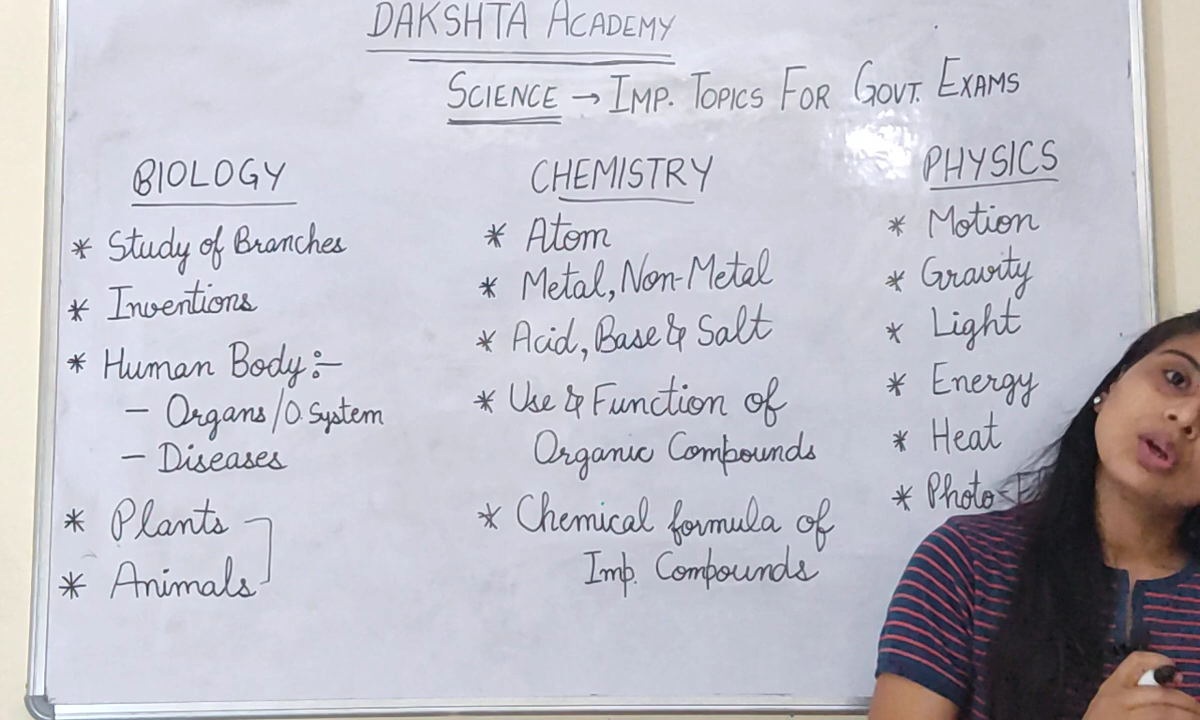 DAKSHTA ACADEMY
SCIENCE → IMP. TOPICS FOR GOVT. EXAMS
BIOLOGY
* Study of Branches
* Inventions
* Human Body:-
- Organs/O.System
- Diseases
* Plants
* Animals
CHEMISTRY
* Atom
* Metal, Non-Metal
* Acid, Base & Salt
* Use & Function of
Organic Compounds
* Chemical formula of
Imp. Compounds
PHYSICS
* Motion
* Gravity
* Light
* Energy
* Heat
* Photo-